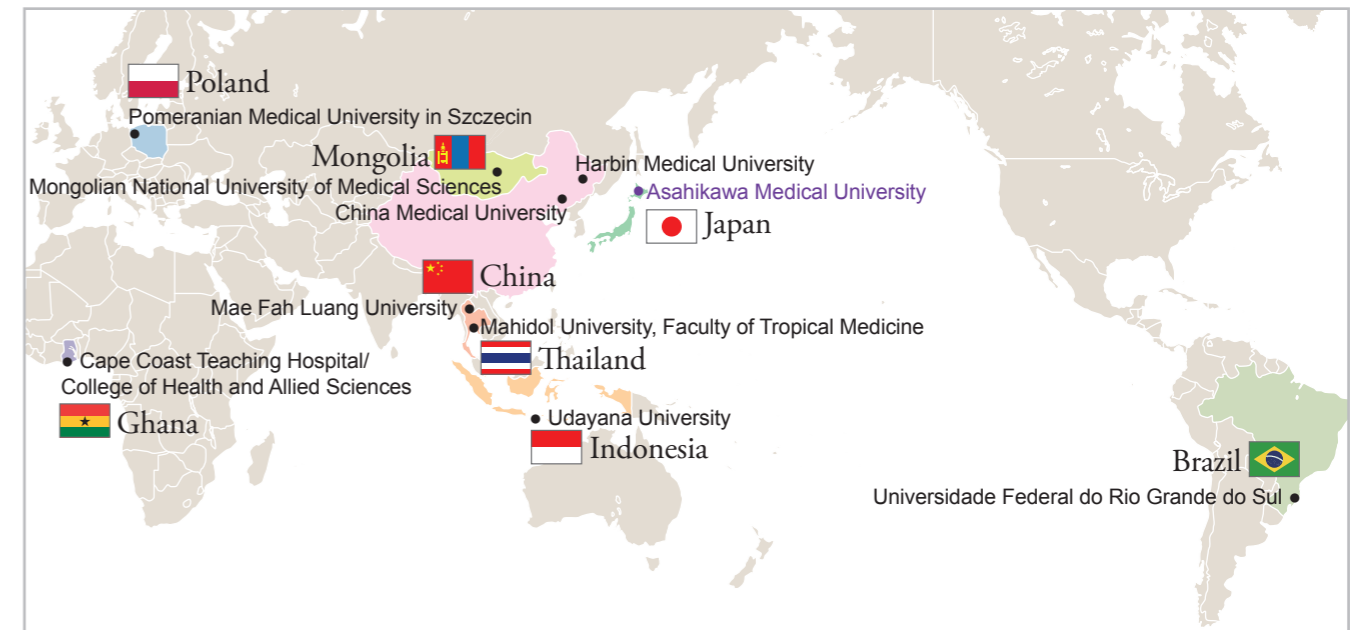 Poland
Pomeranian Medical University in Szczecin
Mongolia
Harbin Medical University
Mongolian National University of Medical Sciences
Asahikawa Medical University
China Medical University
Japan
China
Mae Fah Luang University
Mahidol University, Faculty of Tropical Medicine
Thailand
Cape Coast Teaching Hospital/
College of Health and Allied Sciences
Ghana
Udayana University
Indonesia
Brazil
Universidade Federal do Rio Grande do Sul